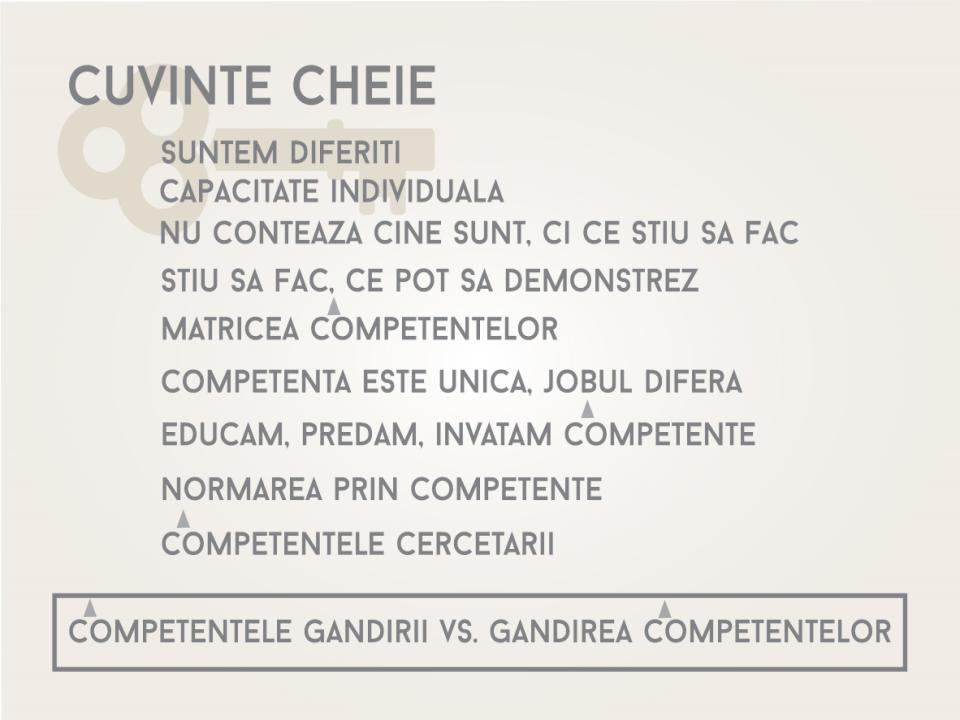 CUVINTE CHEIE
SUNTEM DIFERITI
CAPACITATE INDIVIDUALA
NU CONTEAZA CINE SUNT, CI CE STIU SA FAC
STIU SA FAC, CE POT SA DEMONSTREZ
MATRICEA COMPETENTELOR
COMPETENTA ESTE UNICA, JOBUL DIFERA
EDUCAM, PREDAM, INVATAM COMPETENTE
NORMAREA PRIN COMPETENTE
COMPETENTELE CERCETARII
COMPETENTELE GANDIRII VS. GANDIREA COMPETENTELOR